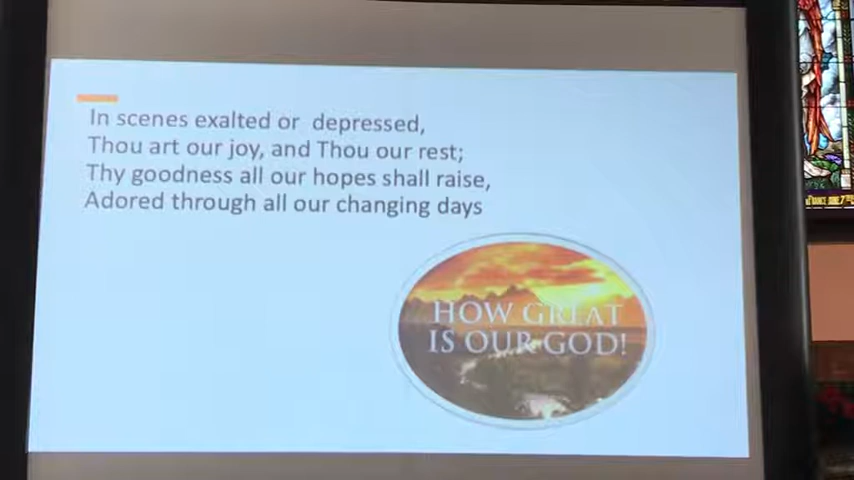 In scenes exalted or depressed,
Thou art our joy, and Thou our rest;
Thy goodness all our hopes shall raise,
Adored through all our changing days
HOW GREAT
IS OUR GOD!